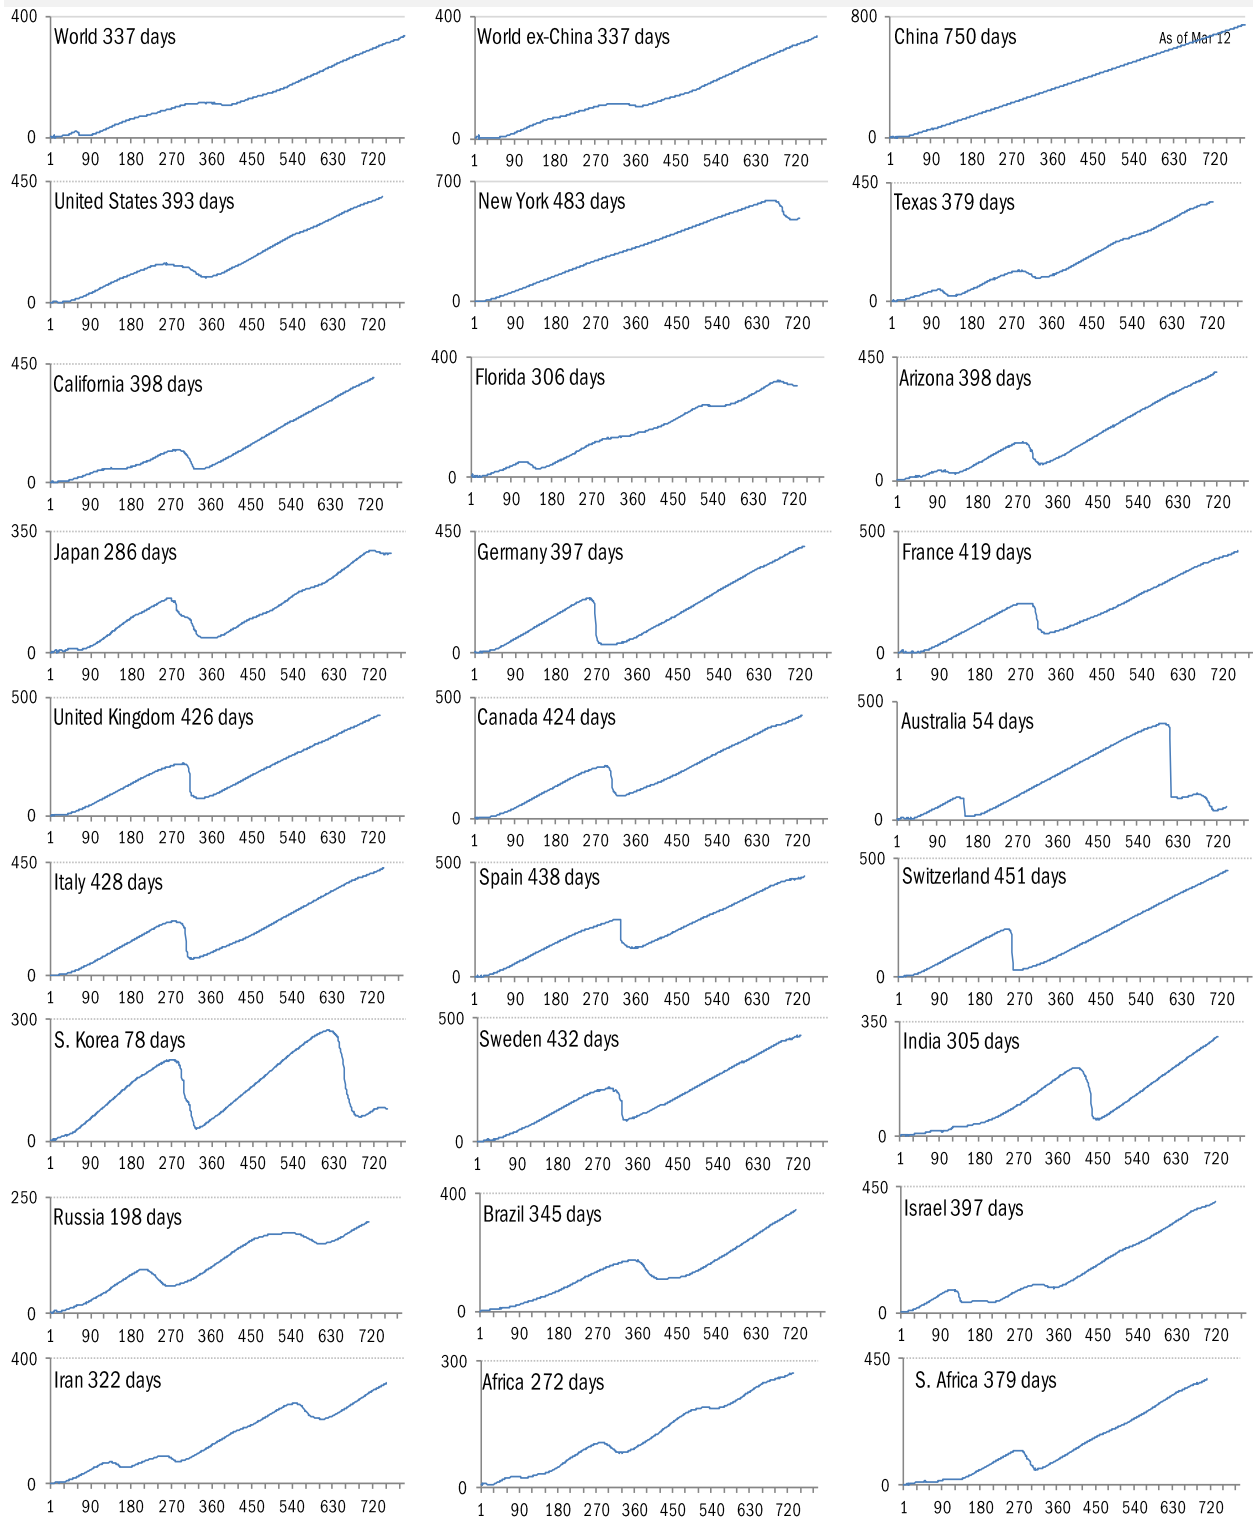 400 400 800
World 337 days World ex-China 337 days China 750 days As of Mar 12
0 0 0
1 90 180 270 360 450 540 630 720 1 90 180 270 360 450 540 630 720 1 90 180 270 360 450 540 630 720
450 700 450
United States 393 days New York 483 days Texas 379 days
0 0 0
1 90 180 270 360 450 540 630 720 1 90 180 270 360 450 540 630 720 1 90 180 270 360 450 540 630 720
450 400 450
California 398 days Florida 306 days Arizona 398 days
0 0 0
1 90 180 270 360 450 540 630 720 1 90 180 270 360 450 540 630 720 1 90 180 270 360 450 540 630 720
350 450 500
Japan 286 days Germany 397 days France 419 days
0 0 0
1 90 180 270 360 450 540 630 720 1 90 180 270 360 450 540 630 720 1 90 180 270 360 450 540 630 720
500 500 500
United Kingdom 426 days Canada 424 days Australia 54 days
0 0 0
1 90 180 270 360 450 540 630 720 1 90 180 270 360 450 540 630 720 1 90 180 270 360 450 540 630 720
450 500 500
Italy 428 days Spain 438 days Switzerland 451 days
0 0 0
1 90 180 270 360 450 540 630 720 1 90 180 270 360 450 540 630 720 1 90 180 270 360 450 540 630 720
300 500 350
S. Korea 78 days Sweden 432 days India 305 days
0 0 0
1 90 180 270 360 450 540 630 720 1 90 180 270 360 450 540 630 720 1 90 180 270 360 450 540 630 720
250 400 450
Russia 198 days Brazil 345 days Israel 397 days
0 0 0
1 90 180 270 360 450 540 630 720 1 90 180 270 360 450 540 630 720 1 90 180 270 360 450 540 630 720
400 300 450
Iran 322 days Africa 272 days S. Africa 379 days
0 0 0
1 90 180 270 360 450 540 630 720 1 90 180 270 360 450 540 630 720 1 90 180 270 360 450 540 630 720